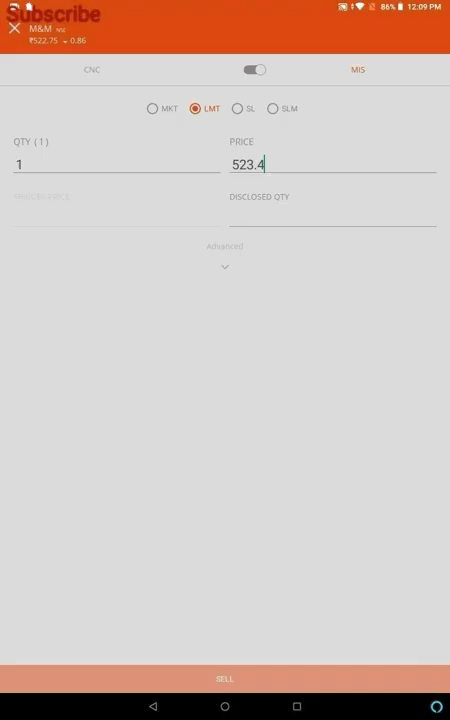 Subscribe
86% 12:09 PM
M&M NSE
₹522.75 0.86
CNC MIS
MKT LMT SL SLM
QTY (1) PRICE
1 523.4
TRIGGER PRICE DISCLOSED QTY
Advanced
SELL